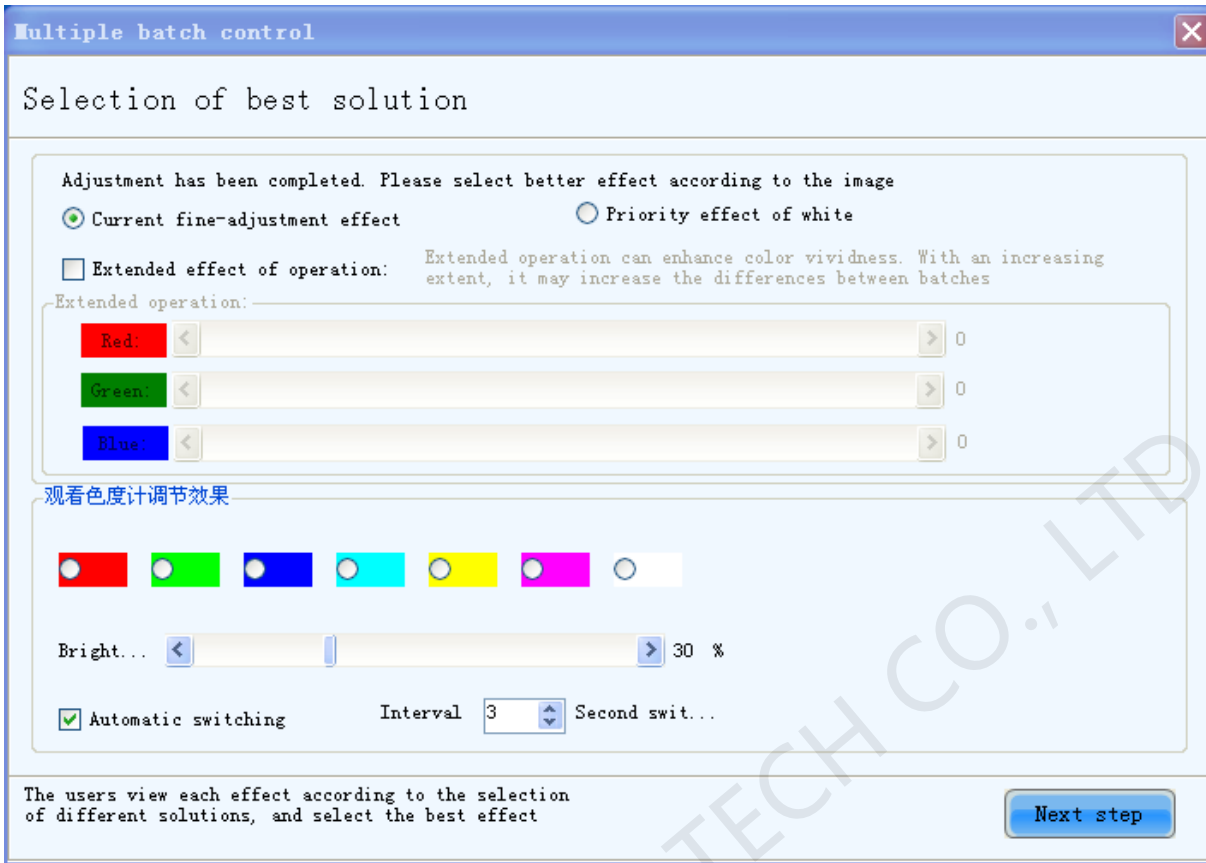 Multiple batch control
Selection of best solution
Adjustment has been completed. Please select better effect according to the image
Current fine-adjustment effect
Priority effect of white
Extended effect of operation:
Extended operation can enhance color vividness. With an increasing
extent, it may increase the differences between batches
Extended operation:
Red: 0
Green: 0
Blue: 0
观看色度计调节效果
Bright... 30 %
Automatic switching Interval 3 Second swit...
The users view each effect according to the selection
of different solutions, and select the best effect
Next step
TECH CO., LTD